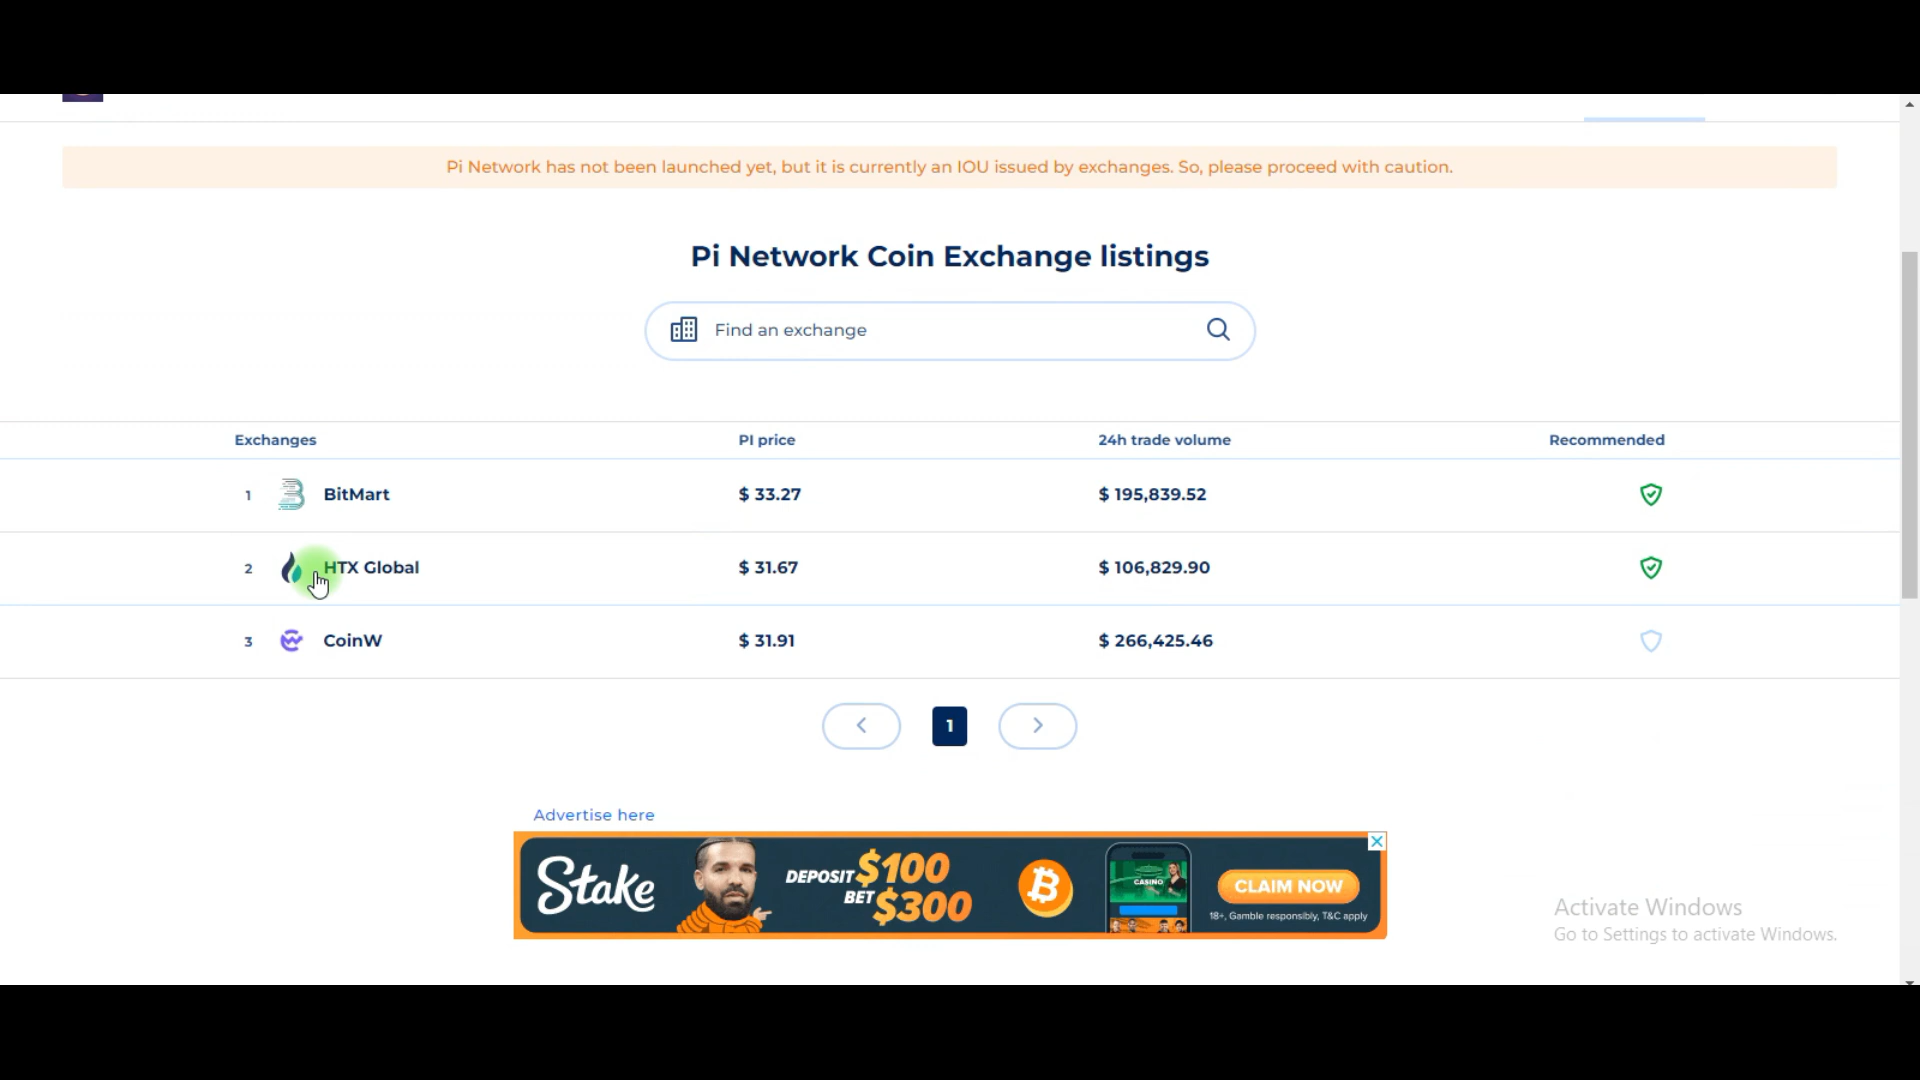 Pi Network has not been launched yet, but it is currently an IOU issued by exchanges. So, please proceed with caution.
Pi Network Coin Exchange listings
Find an exchange
Exchanges PI price 24h trade volume Recommended
1 BitMart $ 33.27 $ 195,839.52
2 HTX Global $ 31.67 $ 106,829.90
3 CoinW $ 31.91 $ 266,425.46
1
Advertise here
Stake DEPOSIT $100 BET $300 CASINO CLAIM NOW
18+, Gamble responsibly, T&C apply
Activate Windows
Go to Settings to activate Windows.